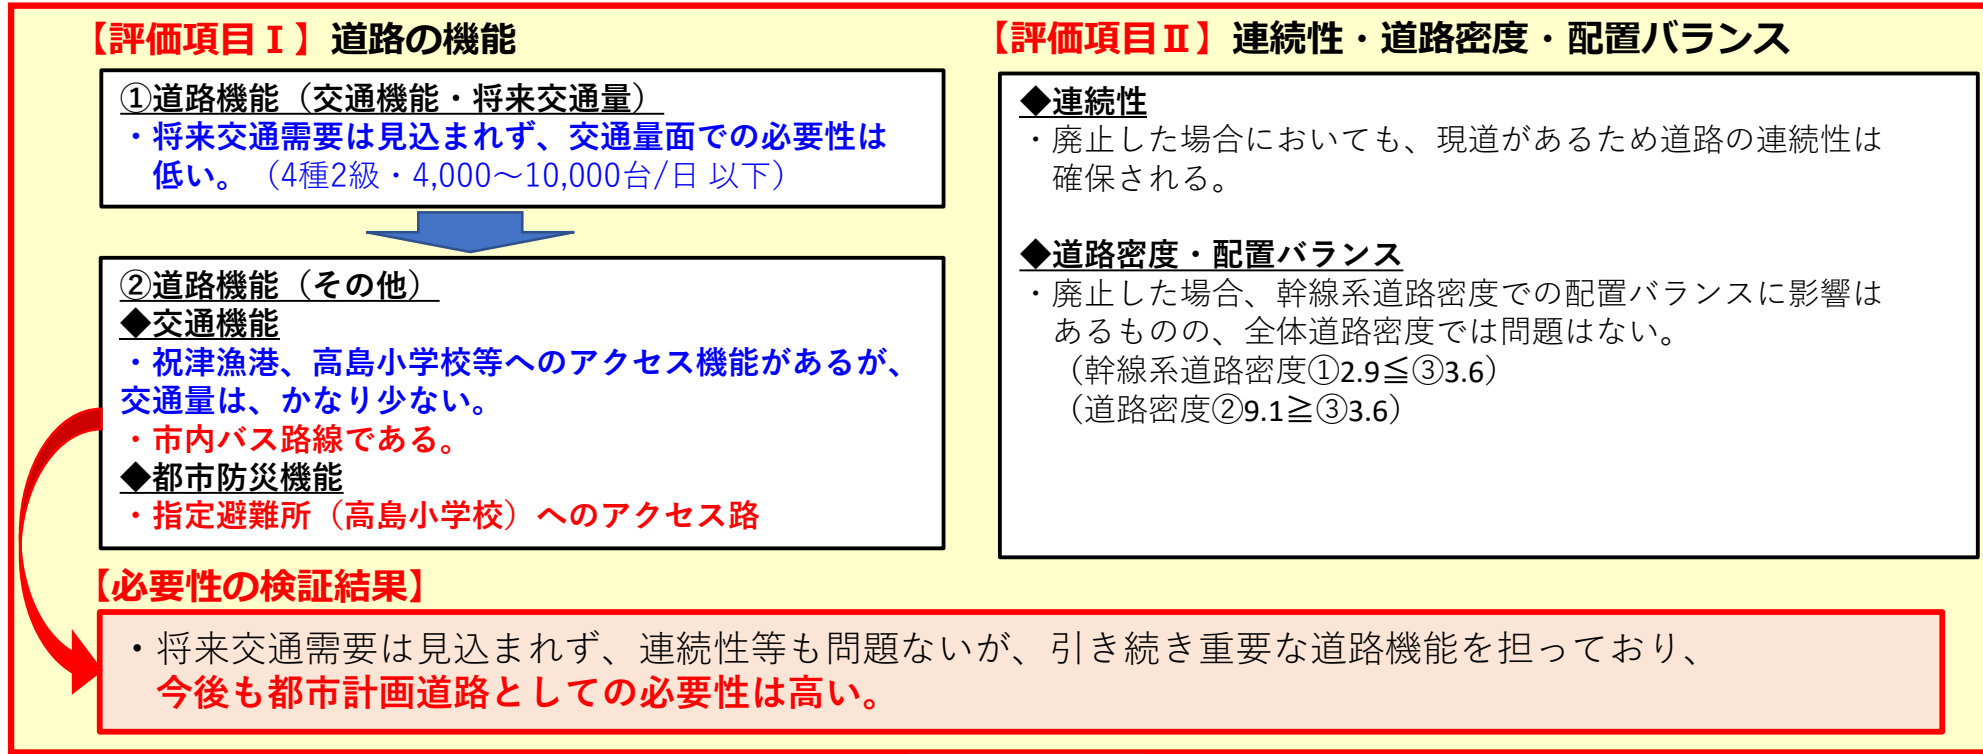 【評価項目Ⅰ】道路の機能
①道路機能（交通機能・将来交通量）
・将来交通需要は見込まれず、交通量面での必要性は
低い。（4種2級・4,000～10,000台/日 以下）
②道路機能（その他）
◆交通機能
・祝津漁港、高島小学校等へのアクセス機能があるが、
交通量は、かなり少ない。
・市内バス路線である。
◆都市防災機能
・指定避難所（高島小学校）へのアクセス路
【評価項目Ⅱ】連続性・道路密度・配置バランス
◆連続性
・廃止した場合においても、現道があるため道路の連続性は
確保される。
◆道路密度・配置バランス
・廃止した場合、幹線系道路密度での配置バランスに影響は
あるものの、全体道路密度では問題はない。
（幹線系道路密度①2.9≦③3.6）
（道路密度②9.1≧③3.6）
【必要性の検証結果】
・将来交通需要は見込まれず、連続性等も問題ないが、引き続き重要な道路機能を担っており、
今後も都市計画道路としての必要性は高い。